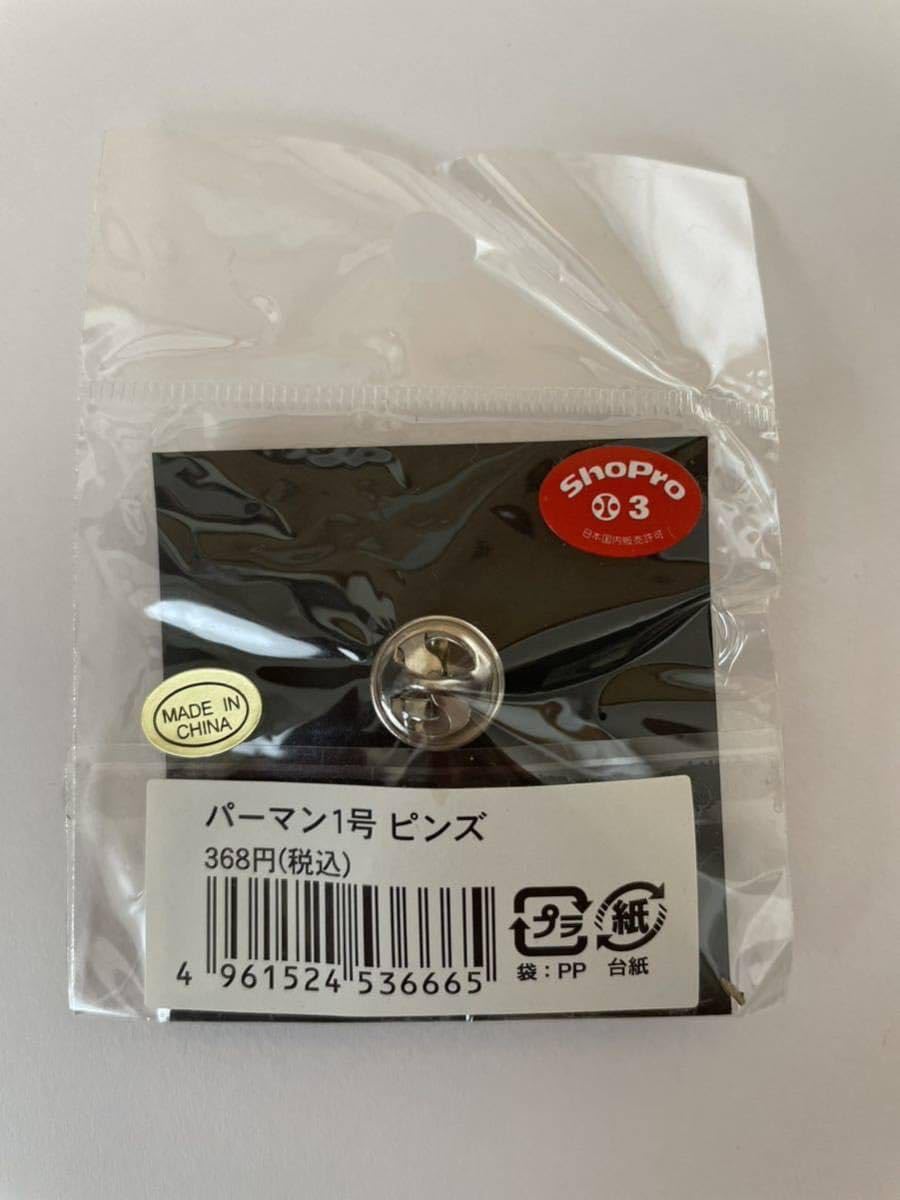 ShoPro
3
日本国内販売許可
MADE IN
CHINA
パーマン1号 ピンズ
368円(税込)
4 961524 536665
プラ
袋：PP
紙
台紙